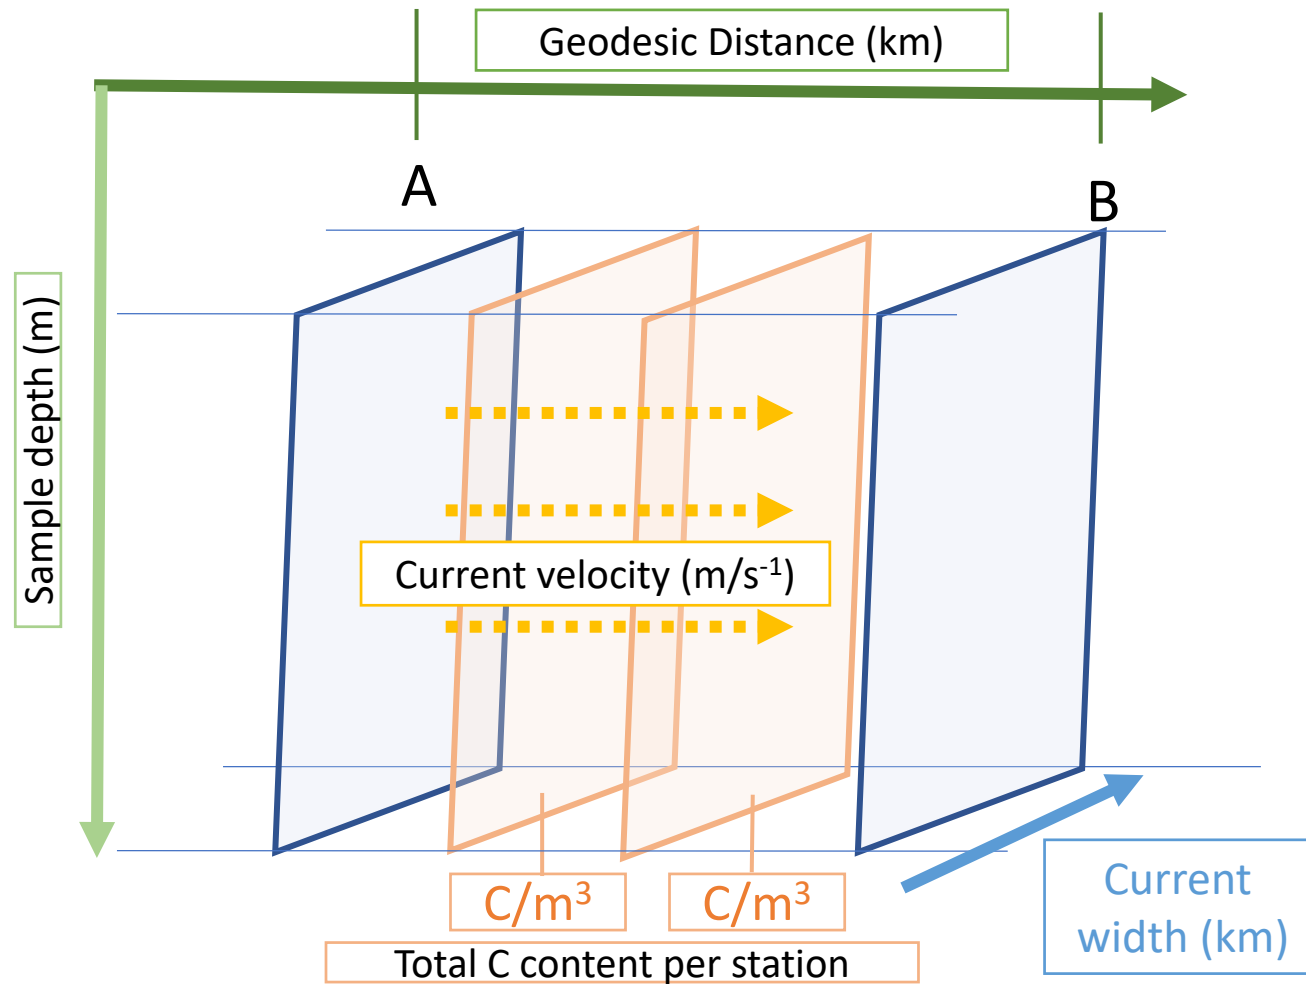 Geodesic Distance (km)
A
B
Sample depth (m)
Current velocity (m/s⁻¹)
C/m³
C/m³
Total C content per station
Current
width (km)